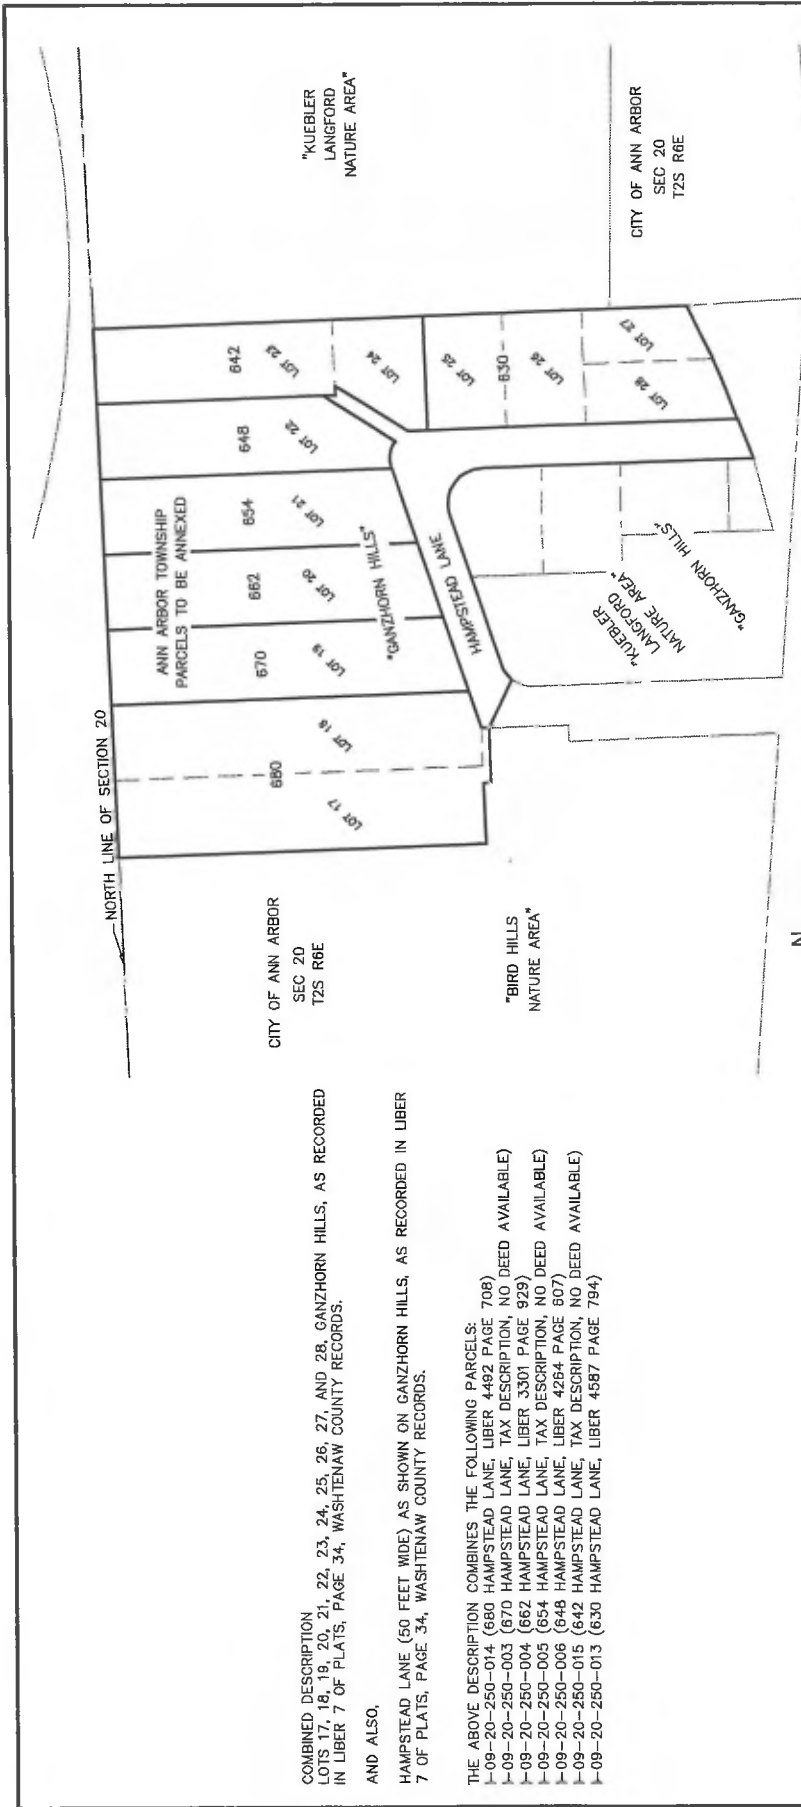 NORTH LINE OF SECTION 20
CITY OF ANN ARBOR
SEC 20
T2S R6E
"BIRD HILLS
NATURE AREA"
ANN ARBOR TOWNSHIP
PARCELS TO BE ANNEXED
680
670
662
654
648
642
630
LOT 17
LOT 18
LOT 19
LOT 20
LOT 21
LOT 22
LOT 23
LOT 24
LOT 25
LOT 26
LOT 27
LOT 28
"GANZHORN HILLS"
HAMPSTEAD LANE
"KUEBLER
LANGFORD
NATURE AREA"
"GANZHORN HILLS"
"KUEBLER
LANGFORD
NATURE AREA"
CITY OF ANN ARBOR
SEC 20
T2S R6E
N
COMBINED DESCRIPTION
LOTS 17, 18, 19, 20, 21, 22, 23, 24, 25, 26, 27, AND 28, GANZHORN HILLS, AS RECORDED
IN LIBER 7 OF PLATS, PAGE 34, WASHTENAW COUNTY RECORDS.
AND ALSO,
HAMPSTEAD LANE (50 FEET WIDE) AS SHOWN ON GANZHORN HILLS, AS RECORDED IN LIBER
7 OF PLATS, PAGE 34, WASHTENAW COUNTY RECORDS.
THE ABOVE DESCRIPTION COMBINES THE FOLLOWING PARCELS:
I-09-20-250-014 (680 HAMPSTEAD LANE, LIBER 4492 PAGE 708)
I-09-20-250-003 (670 HAMPSTEAD LANE, TAX DESCRIPTION, NO DEED AVAILABLE)
I-09-20-250-004 (662 HAMPSTEAD LANE, LIBER 3301 PAGE 929)
I-09-20-250-005 (654 HAMPSTEAD LANE, TAX DESCRIPTION, NO DEED AVAILABLE)
I-09-20-250-006 (648 HAMPSTEAD LANE, LIBER 4264 PAGE 607)
I-09-20-250-015 (642 HAMPSTEAD LANE, TAX DESCRIPTION, NO DEED AVAILABLE)
I-09-20-250-013 (630 HAMPSTEAD LANE, LIBER 4587 PAGE 794)